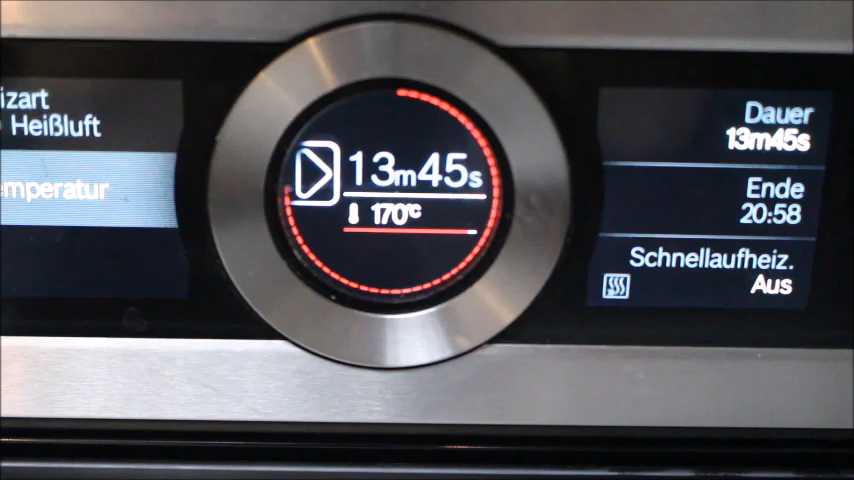 izart
Heißluft
mperatur
13m45s
170°C
Dauer
13m45s
Ende
20:58
Schnellaufheiz.
Aus